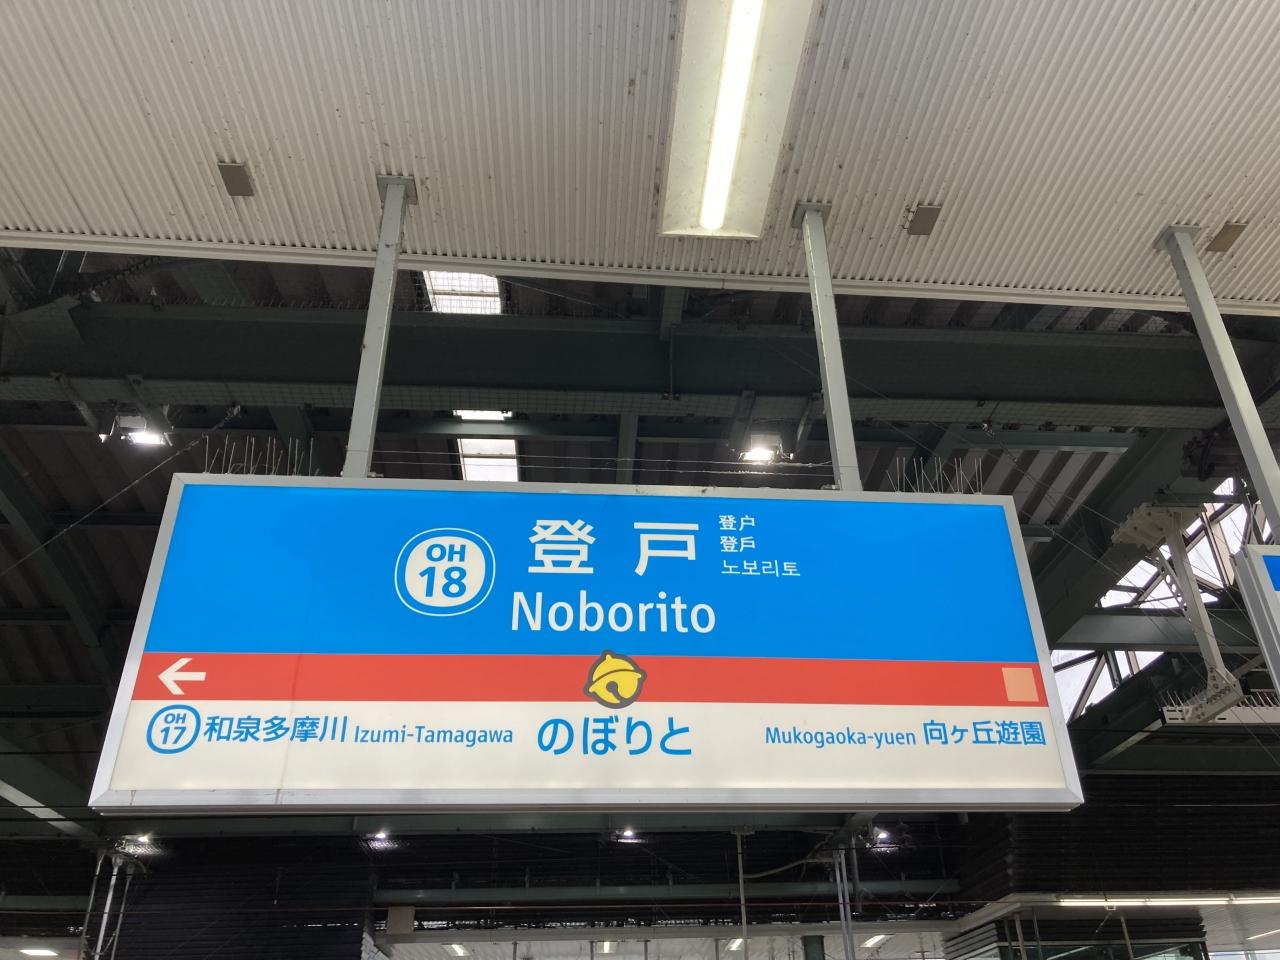 OH
18
登戸
登户
登戶
노보리토
Noborito
←
OH
17
和泉多摩川 Izumi-Tamagawa
のぼりと
Mukogaoka-yuen 向ヶ丘遊園